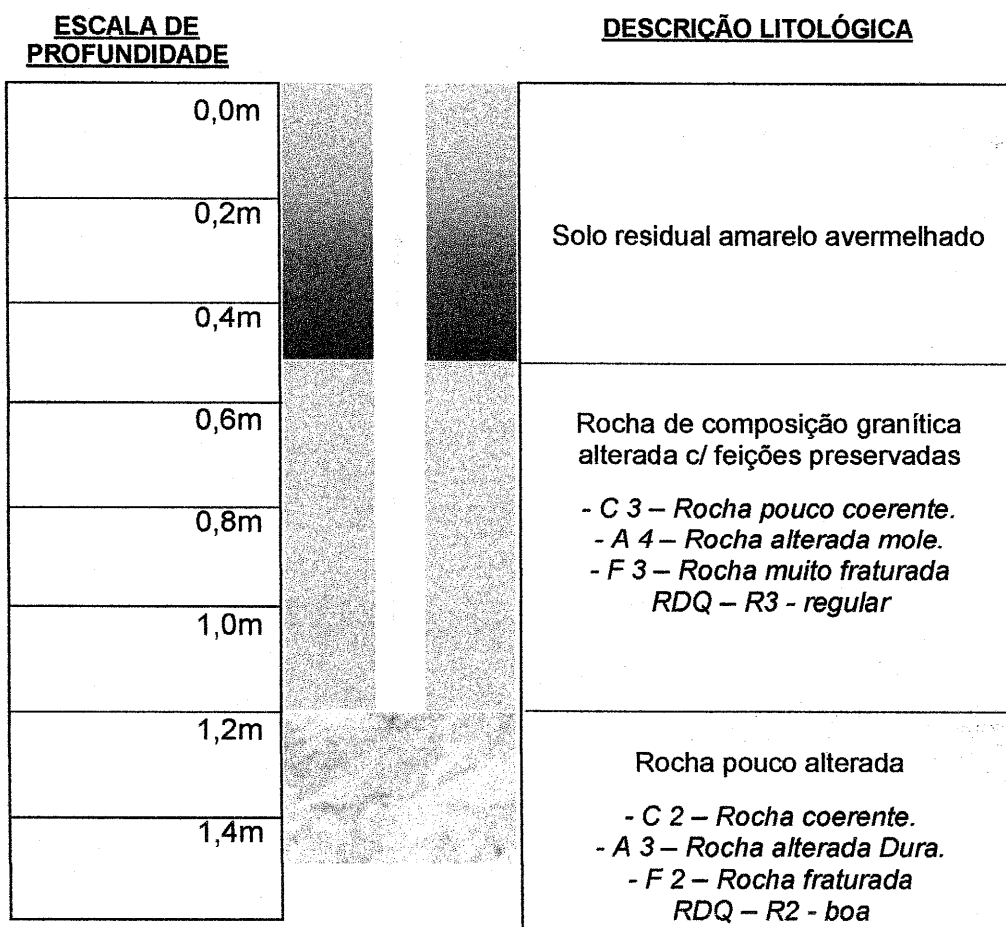 ESCALA DE
PROFUNDIDADE
DESCRIÇÃO LITOLÓGICA
0,0m
0,2m
0,4m
0,6m
0,8m
1,0m
1,2m
1,4m
Solo residual amarelo avermelhado
Rocha de composição granítica
alterada c/ feições preservadas
- C 3 – Rocha pouco coerente.
- A 4 – Rocha alterada mole.
- F 3 – Rocha muito fraturada
RDQ – R3 - regular
Rocha pouco alterada
- C 2 – Rocha coerente.
- A 3 – Rocha alterada Dura.
- F 2 – Rocha fraturada
RDQ – R2 - boa